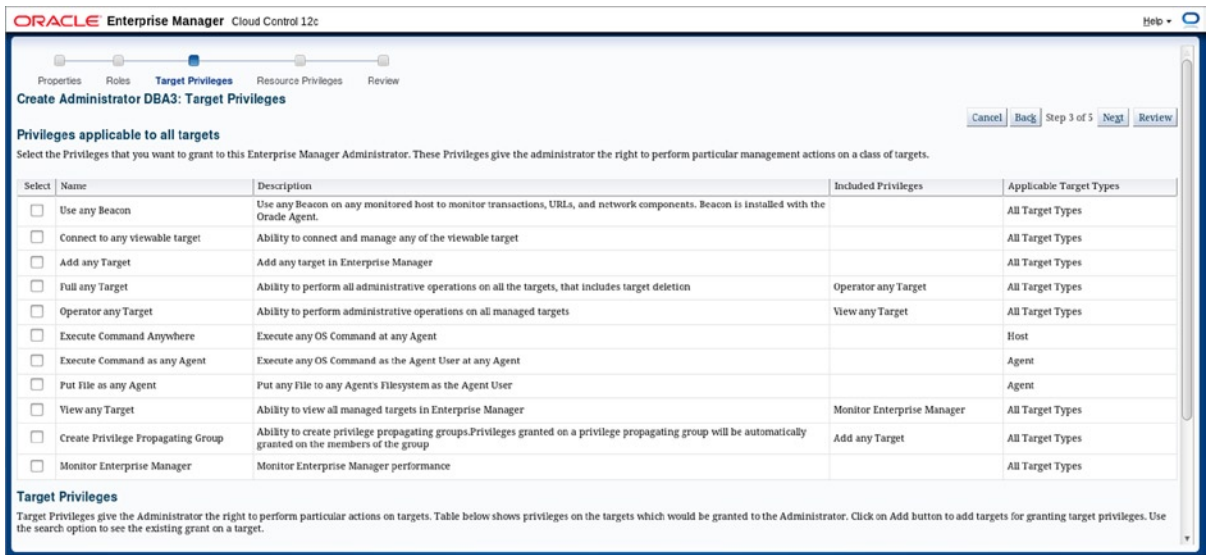 ORACLE Enterprise Manager Cloud Control 12c
Help
Properties Roles Target Privileges Resource Privileges Review
Create Administrator DBA3: Target Privileges
Cancel Back Step 3 of 5 Next Review
Privileges applicable to all targets
Select the Privileges that you want to grant to this Enterprise Manager Administrator. These Privileges give the administrator the right to perform particular management actions on a class of targets.
Select Name Description Included Privileges Applicable Target Types
Use any Beacon Use any Beacon on any monitored host to monitor transactions, URLs, and network components. Beacon is installed with the
Oracle Agent. All Target Types
Connect to any viewable target Ability to connect and manage any of the viewable target All Target Types
Add any Target Add any target in Enterprise Manager All Target Types
Full any Target Ability to perform all administrative operations on all the targets, that includes target deletion Operator any Target All Target Types
Operator any Target Ability to perform administrative operations on all managed targets View any Target All Target Types
Execute Command Anywhere Execute any OS Command at any Agent Host
Execute Command as any Agent Execute any OS Command as the Agent User at any Agent Agent
Put File as any Agent Put any File to any Agent's Filesystem as the Agent User Agent
View any Target Ability to view all managed targets in Enterprise Manager Monitor Enterprise Manager All Target Types
Create Privilege Propagating Group Ability to create privilege propagating groups.Privileges granted on a privilege propagating group will be automatically
granted on the members of the group Add any Target All Target Types
Monitor Enterprise Manager Monitor Enterprise Manager performance All Target Types
Target Privileges
Target Privileges give the Administrator the right to perform particular actions on targets. Table below shows privileges on the targets which would be granted to the Administrator. Click on Add button to add targets for granting target privileges. Use
the search option to see the existing grant on a target.